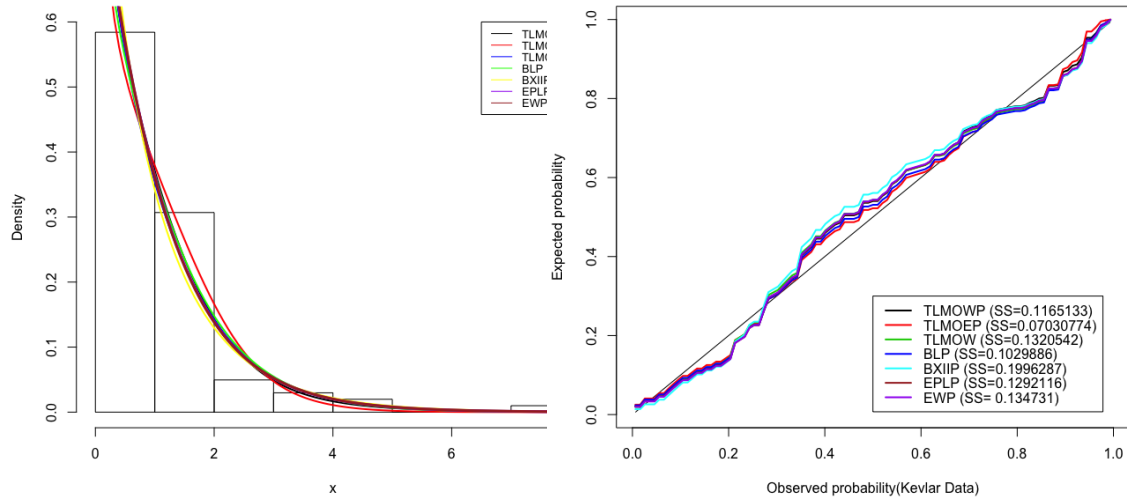 Density
0.0
0.1
0.2
0.3
0.4
0.5
0.6
0
2
4
6
x
BLP
BXIIP
EPLP
EWP
Expected probability
0.0
0.2
0.4
0.6
0.8
1.0
0.0
0.2
0.4
0.6
0.8
1.0
Observed probability(Kevlar Data)
TLMOWP (SS=0.1165133)
TLMOEP (SS=0.07030774)
TLMOW (SS=0.1320542)
BLP (SS=0.1029886)
BXIIP (SS=0.1996287)
EPLP (SS=0.1292116)
EWP (SS= 0.134731)